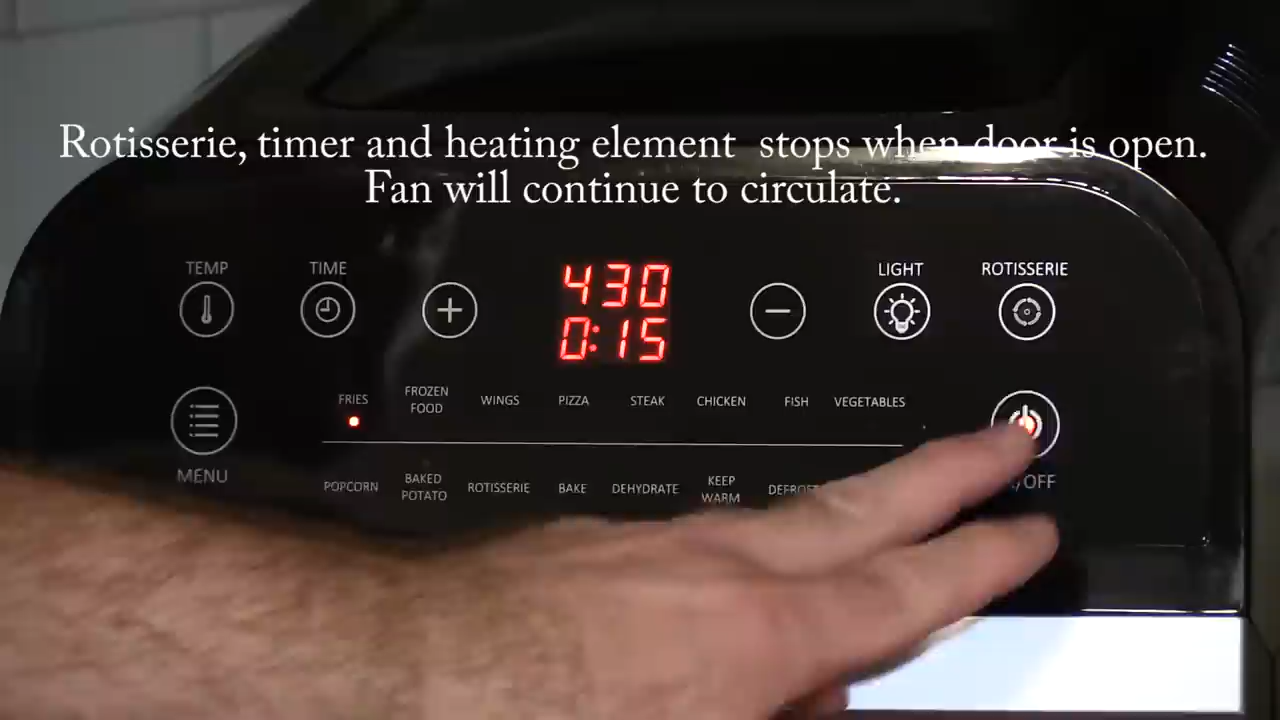 Rotisserie, timer and heating element stops when door is open.
Fan will continue to circulate.
TEMP
TIME
430
0:15
LIGHT
ROTISSERIE
MENU
FRIES
FROZEN
FOOD
WINGS
PIZZA
STEAK
CHICKEN
FISH
VEGETABLES
POPCORN
BAKED
POTATO
ROTISSERIE
BAKE
DEHYDRATE
KEEP
WARM
DEFROST
/OFF